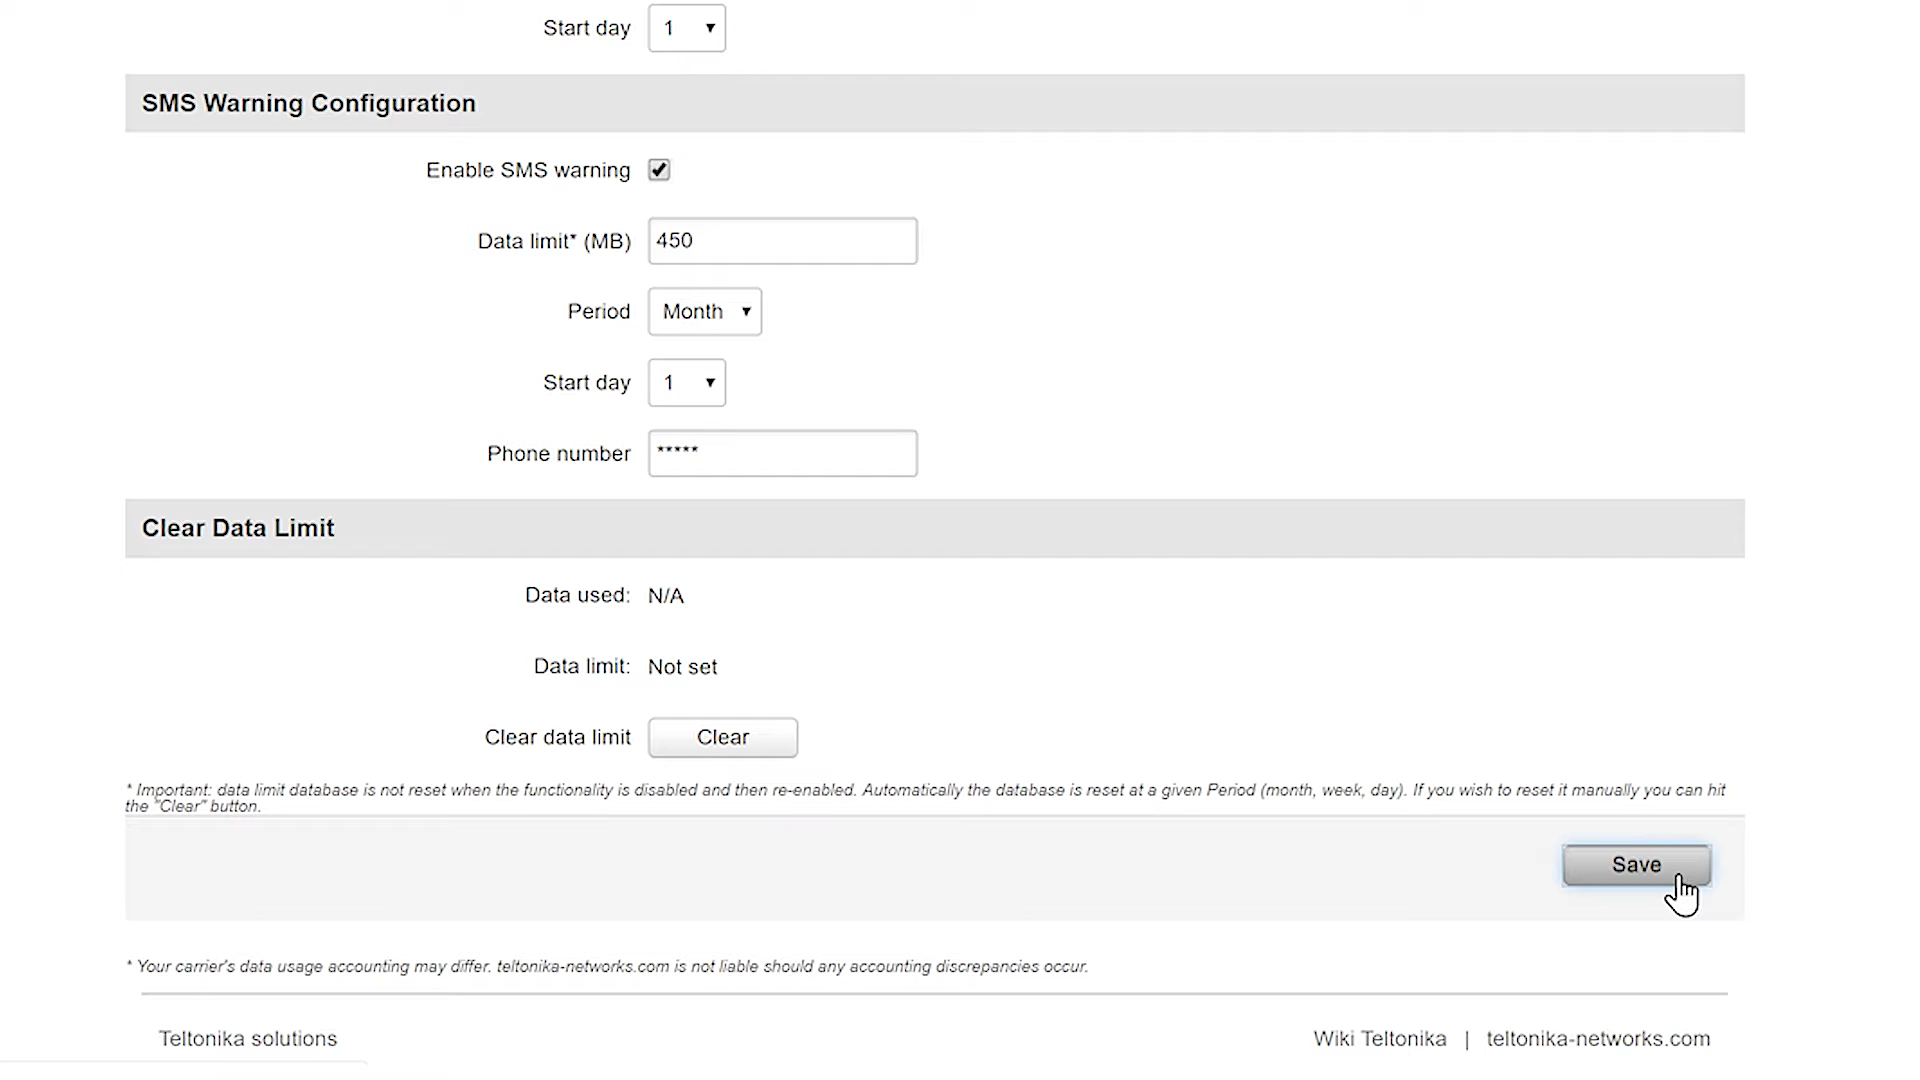 Start day 1
SMS Warning Configuration
Enable SMS warning
Data limit* (MB) 450
Period Month
Start day 1
Phone number *****
Clear Data Limit
Data used: N/A
Data limit: Not set
Clear data limit Clear
* Important: data limit database is not reset when the functionality is disabled and then re-enabled. Automatically the database is reset at a given Period (month, week, day). If you wish to reset it manually you can hit
the "Clear" button.
Save
* Your carrier's data usage accounting may differ. teltonika-networks.com is not liable should any accounting discrepancies occur.
Teltonika solutions Wiki Teltonika | teltonika-networks.com